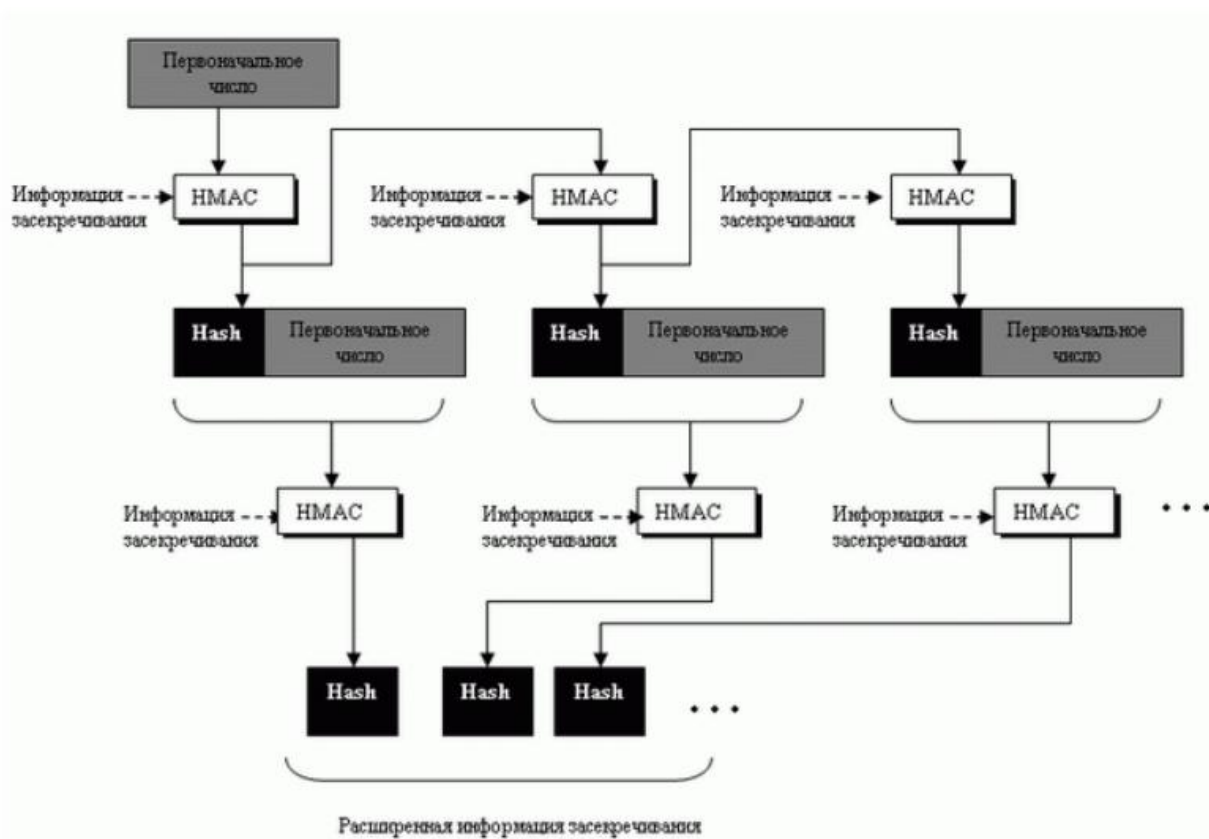 Первоначальное
число
Информация
засекречивания
HMAC
Информация
засекречивания
HMAC
Информация
засекречивания
HMAC
Hash
Первоначальное
число
Hash
Первоначальное
число
Hash
Первоначальное
число
Информация
засекречивания
HMAC
Информация
засекречивания
HMAC
Информация
засекречивания
HMAC
...
Hash
Hash
Hash
...
Расширенная информация засекречивания